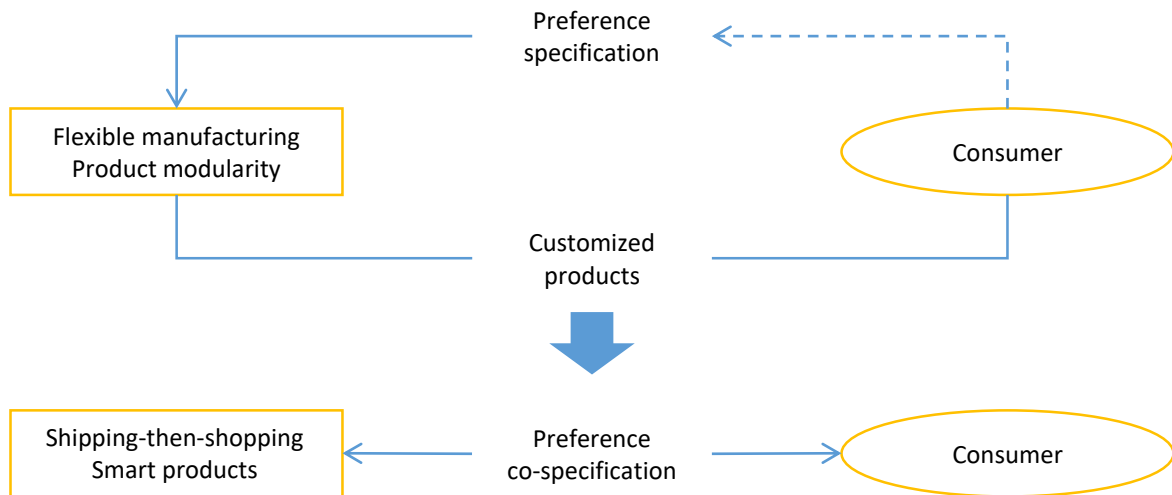 Preference
specification
Flexible manufacturing
Product modularity
Consumer
Customized
products
Shipping-then-shopping
Smart products
Preference
co-specification
Consumer